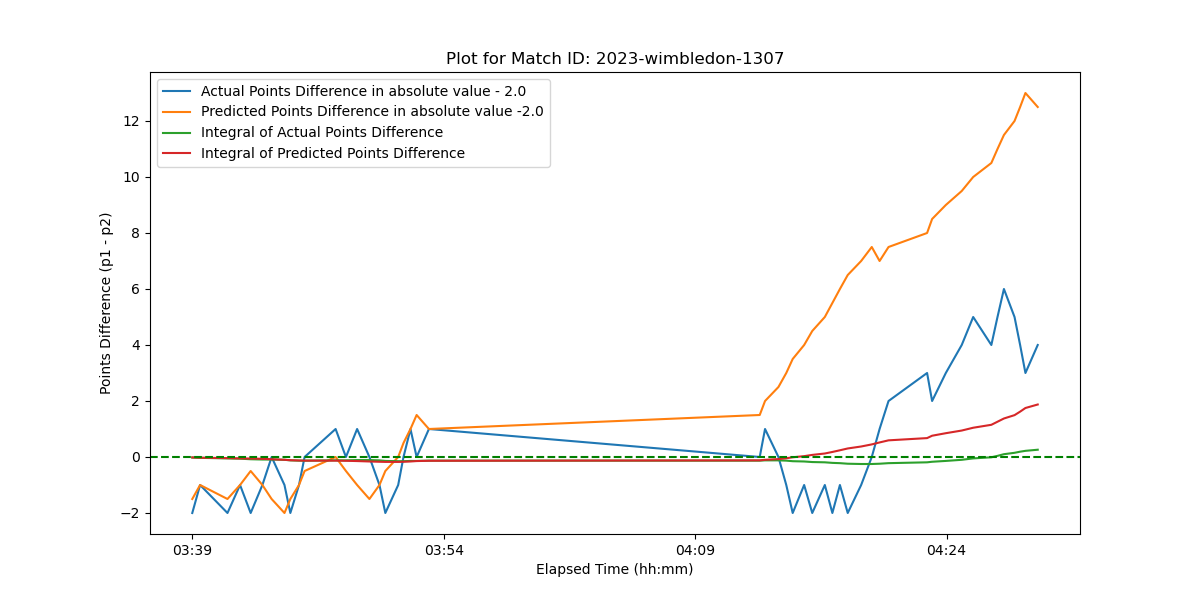 Plot for Match ID: 2023-wimbledon-1307
Actual Points Difference in absolute value - 2.0
Predicted Points Difference in absolute value -2.0
Integral of Actual Points Difference
Integral of Predicted Points Difference
Points Difference (p1 - p2)
12
10
8
6
4
2
0
−2
03:39 03:54 04:09 04:24
Elapsed Time (hh:mm)